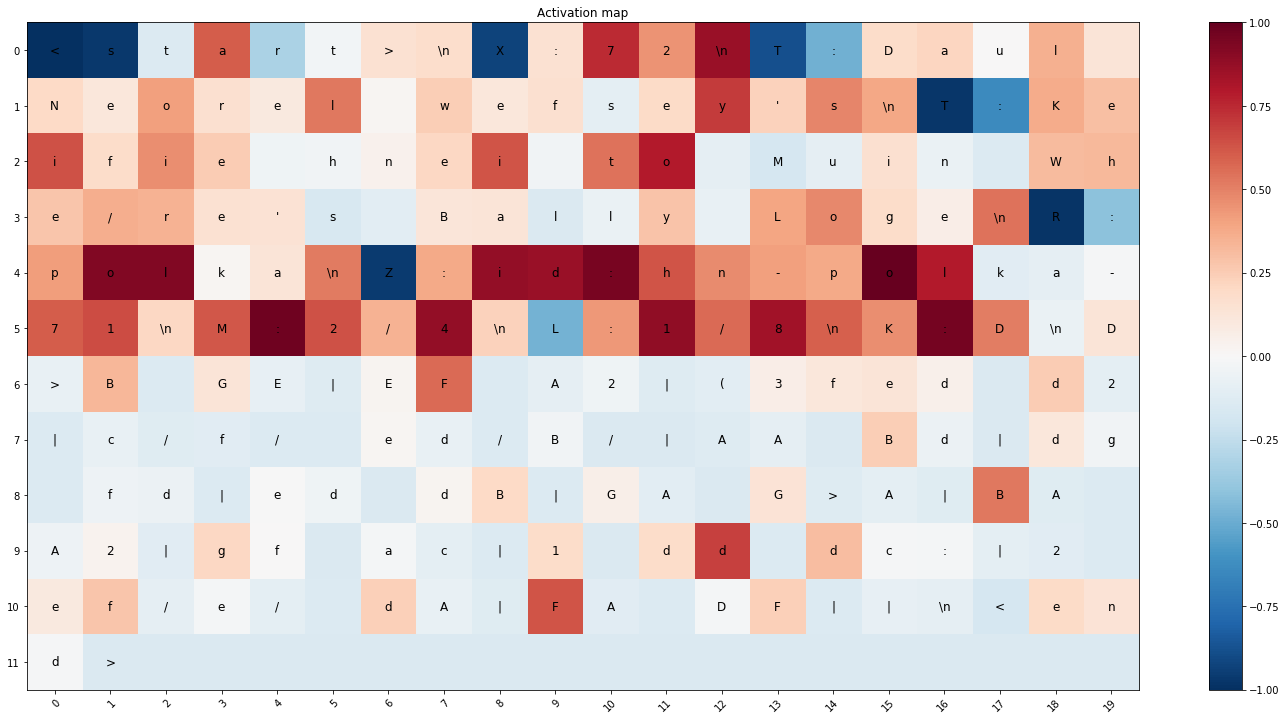 Activation map
0 < s t a r t > \n X : 7 2 \n T : D a u l
1 N e o r e l w e f s e y ' s \n T : K e
2 i f i e h n e i t o M u i n W h
3 e / r e ' s B a l l y L o g e \n R :
4 p o l k a \n Z : i d : h n - p o l k a -
5 7 1 \n M : 2 / 4 \n L : 1 / 8 \n K : D \n D
6 > B G E | E F A 2 | ( 3 f e d d 2
7 | c / f / e d / B / | A A B d | d g
8 f d | e d d B | G A G > A | B A
9 A 2 | g f a c | 1 d d d c : | 2
10 e f / e / d A | F A D F | | \n < e n
11 d >
0 1 2 3 4 5 6 7 8 9 10 11 12 13 14 15 16 17 18 19
1.00
0.75
0.50
0.25
0.00
−0.25
−0.50
−0.75
−1.00